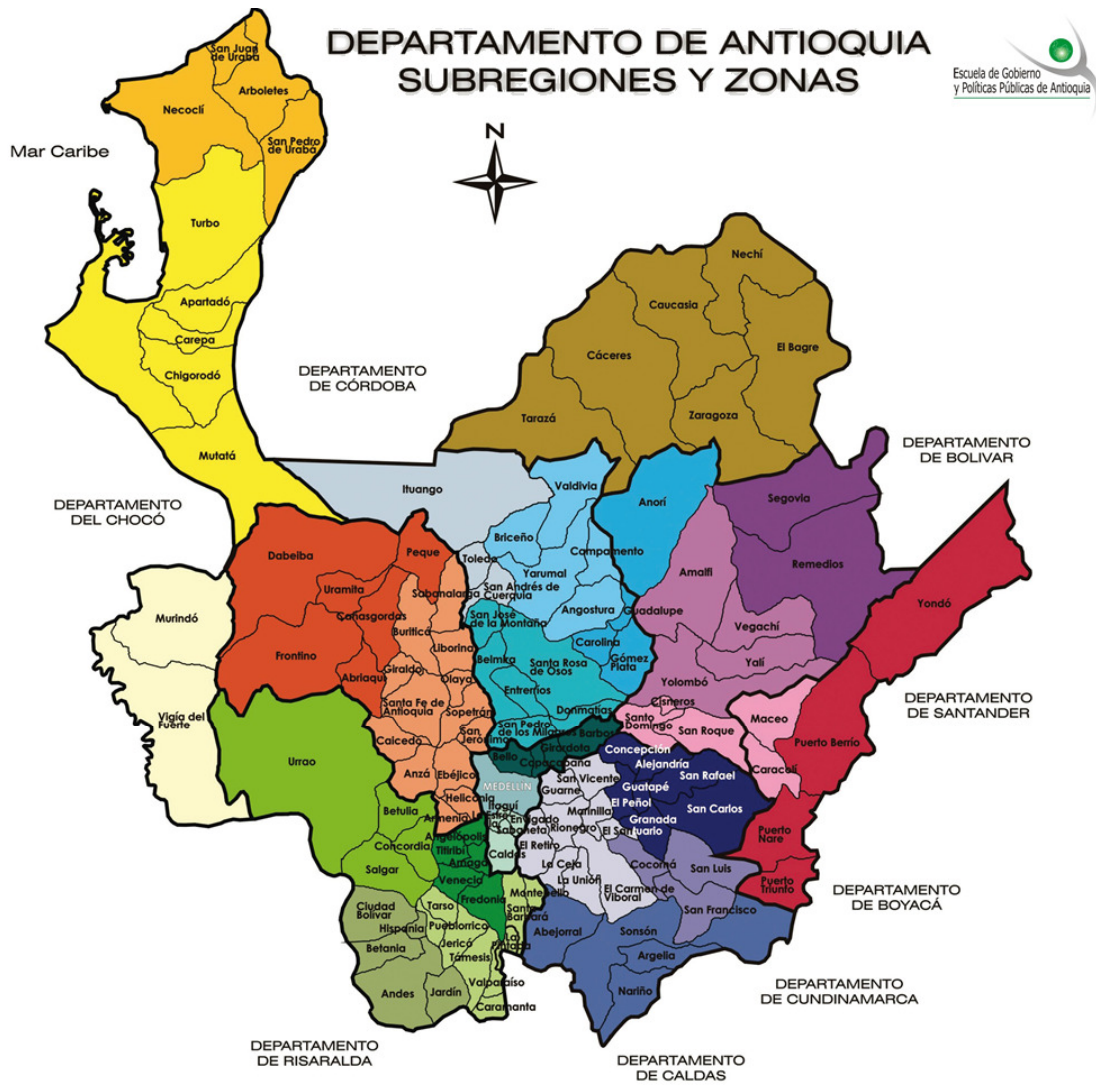 DEPARTAMENTO DE ANTIOQUIA
SUBREGIONES Y ZONAS
Escuela de Gobierno
y Políticas Públicas de Antioquia
N
Mar Caribe
San Juan
de Urabá
Arboletes
Necoclí
San Pedro
de Urabá
Turbo
Apartadó
Carepa
Chigorodó
Mutatá
DEPARTAMENTO
DE CÓRDOBA
Nechí
Caucasia
El Bagre
Cáceres
Zaragoza
Tarazá
DEPARTAMENTO
DE BOLIVAR
DEPARTAMENTO
DEL CHOCÓ
Ituango
Valdivia
Anorí
Segovia
Briceño
Campamento
Dabeiba
Peque
Toledo
Yarumal
Amalfi
Remedios
Uramita
Sabanalarga
San Andrés de
Cuerquia
Angostura
Guadalupe
Yondó
Murindó
Cañasgordas
Buriticá
San José
de la Montaña
Vegachí
Liborina
Carolina
Frontino
Giraldo
Belmira
Santa Rosa
de Osos
Gómez
Plata
Yalí
Abriaquí
Olaya
Entrerríos
Yolombó
DEPARTAMENTO
DE SANTANDER
Vigía del
Fuerte
Santa Fe de
Antioquia
Sopetrán
Donmatías
Cisneros
Santo
Domingo
San Roque
Maceo
Puerto Berrío
Caicedo
San
Jerónimo
San Pedro
de los Milagros
Barbosa
Girardota
Concepción
Urrao
Bello
Copacabana
Alejandría
Caracolí
Anzá
Ebéjico
MEDELLIN
San Vicente
Guarne
Guatapé
San Rafael
Heliconia
El Peñol
San Carlos
Betulia
Armenia
Itaguí
Marinilla
Envigado
Sabaneta
Rionegro
Granada
Puerto
Nare
Concordia
Angelópolis
Titiribí
El Retiro
Caldas
Cocorná
San Luis
Salgar
Amagá
La Ceja
Venecia
La Unión
El Carmen de
Viboral
Puerto
Triunfo
DEPARTAMENTO
DE BOYACÁ
Ciudad
Bolívar
Tarso
Fredonia
Montebello
Santa
Bárbara
San Francisco
Hispania
Pueblorrico
Abejorral
Sonsón
Betania
Jericó
Támesis
La
Pintada
Argelia
Andes
Jardín
Valparaíso
Caramanta
Nariño
DEPARTAMENTO
DE CUNDINAMARCA
DEPARTAMENTO
DE RISARALDA
DEPARTAMENTO
DE CALDAS